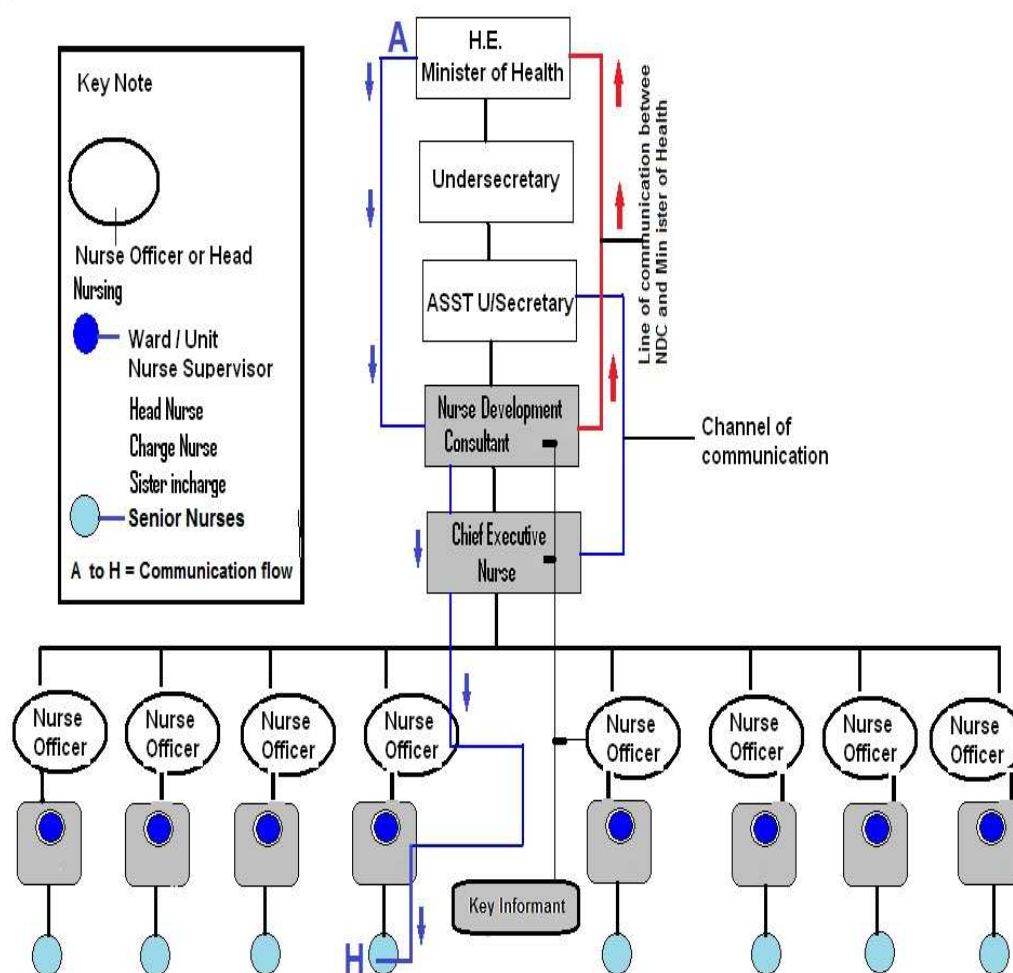 A
H.E.
Minister of Health
Undersecretary
ASST U/Secretary
Nurse Development
Consultant
Chief Executive
Nurse
Line of communication betwee
NDC and Min ister of Health
Channel of
communication
Key Note
Nurse Officer or Head
Nursing
Ward / Unit
Nurse Supervisor
Head Nurse
Charge Nurse
Sister incharge
Senior Nurses
A to H = Communication flow
Nurse
Officer
Nurse
Officer
Nurse
Officer
Nurse
Officer
Nurse
Officer
Nurse
Officer
Nurse
Officer
Nurse
Officer
Key Informant
H